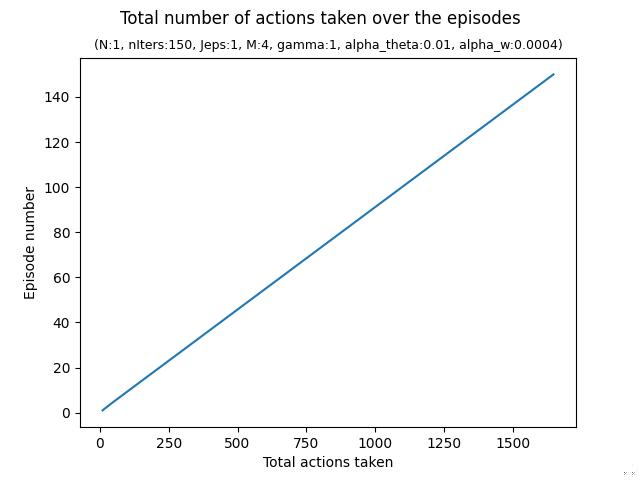 Total number of actions taken over the episodes
(N:1, nIters:150, Jeps:1, M:4, gamma:1, alpha_theta:0.01, alpha_w:0.0004)
140
120
100
80
60
40
20
0
Episode number
0 250 500 750 1000 1250 1500
Total actions taken